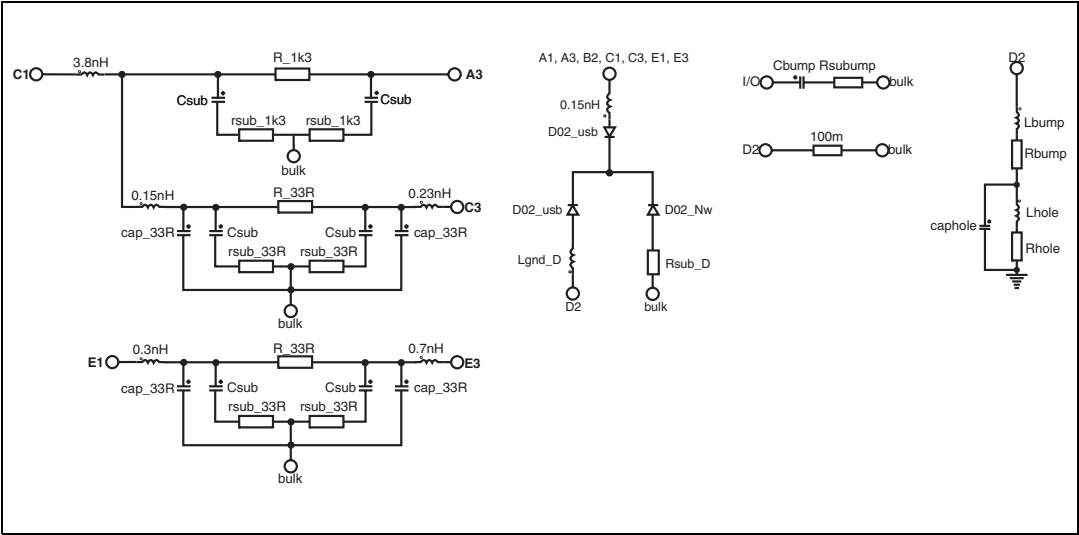 3.8nH
R_1k3
C1
A3
Csub
Csub
rsub_1k3
rsub_1k3
bulk
0.15nH
R_33R
0.23nH
C3
cap_33R
Csub
Csub
cap_33R
rsub_33R
rsub_33R
bulk
0.3nH
R_33R
0.7nH
E1
E3
cap_33R
Csub
Csub
cap_33R
rsub_33R
rsub_33R
bulk
A1, A3, B2, C1, C3, E1, E3
0.15nH
D02_usb
D02_usb
D02_Nw
Lgnd_D
Rsub_D
D2
bulk
Cbump Rsubump
I/O
bulk
100m
D2
bulk
D2
Lbump
Rbump
Lhole
caphole
Rhole